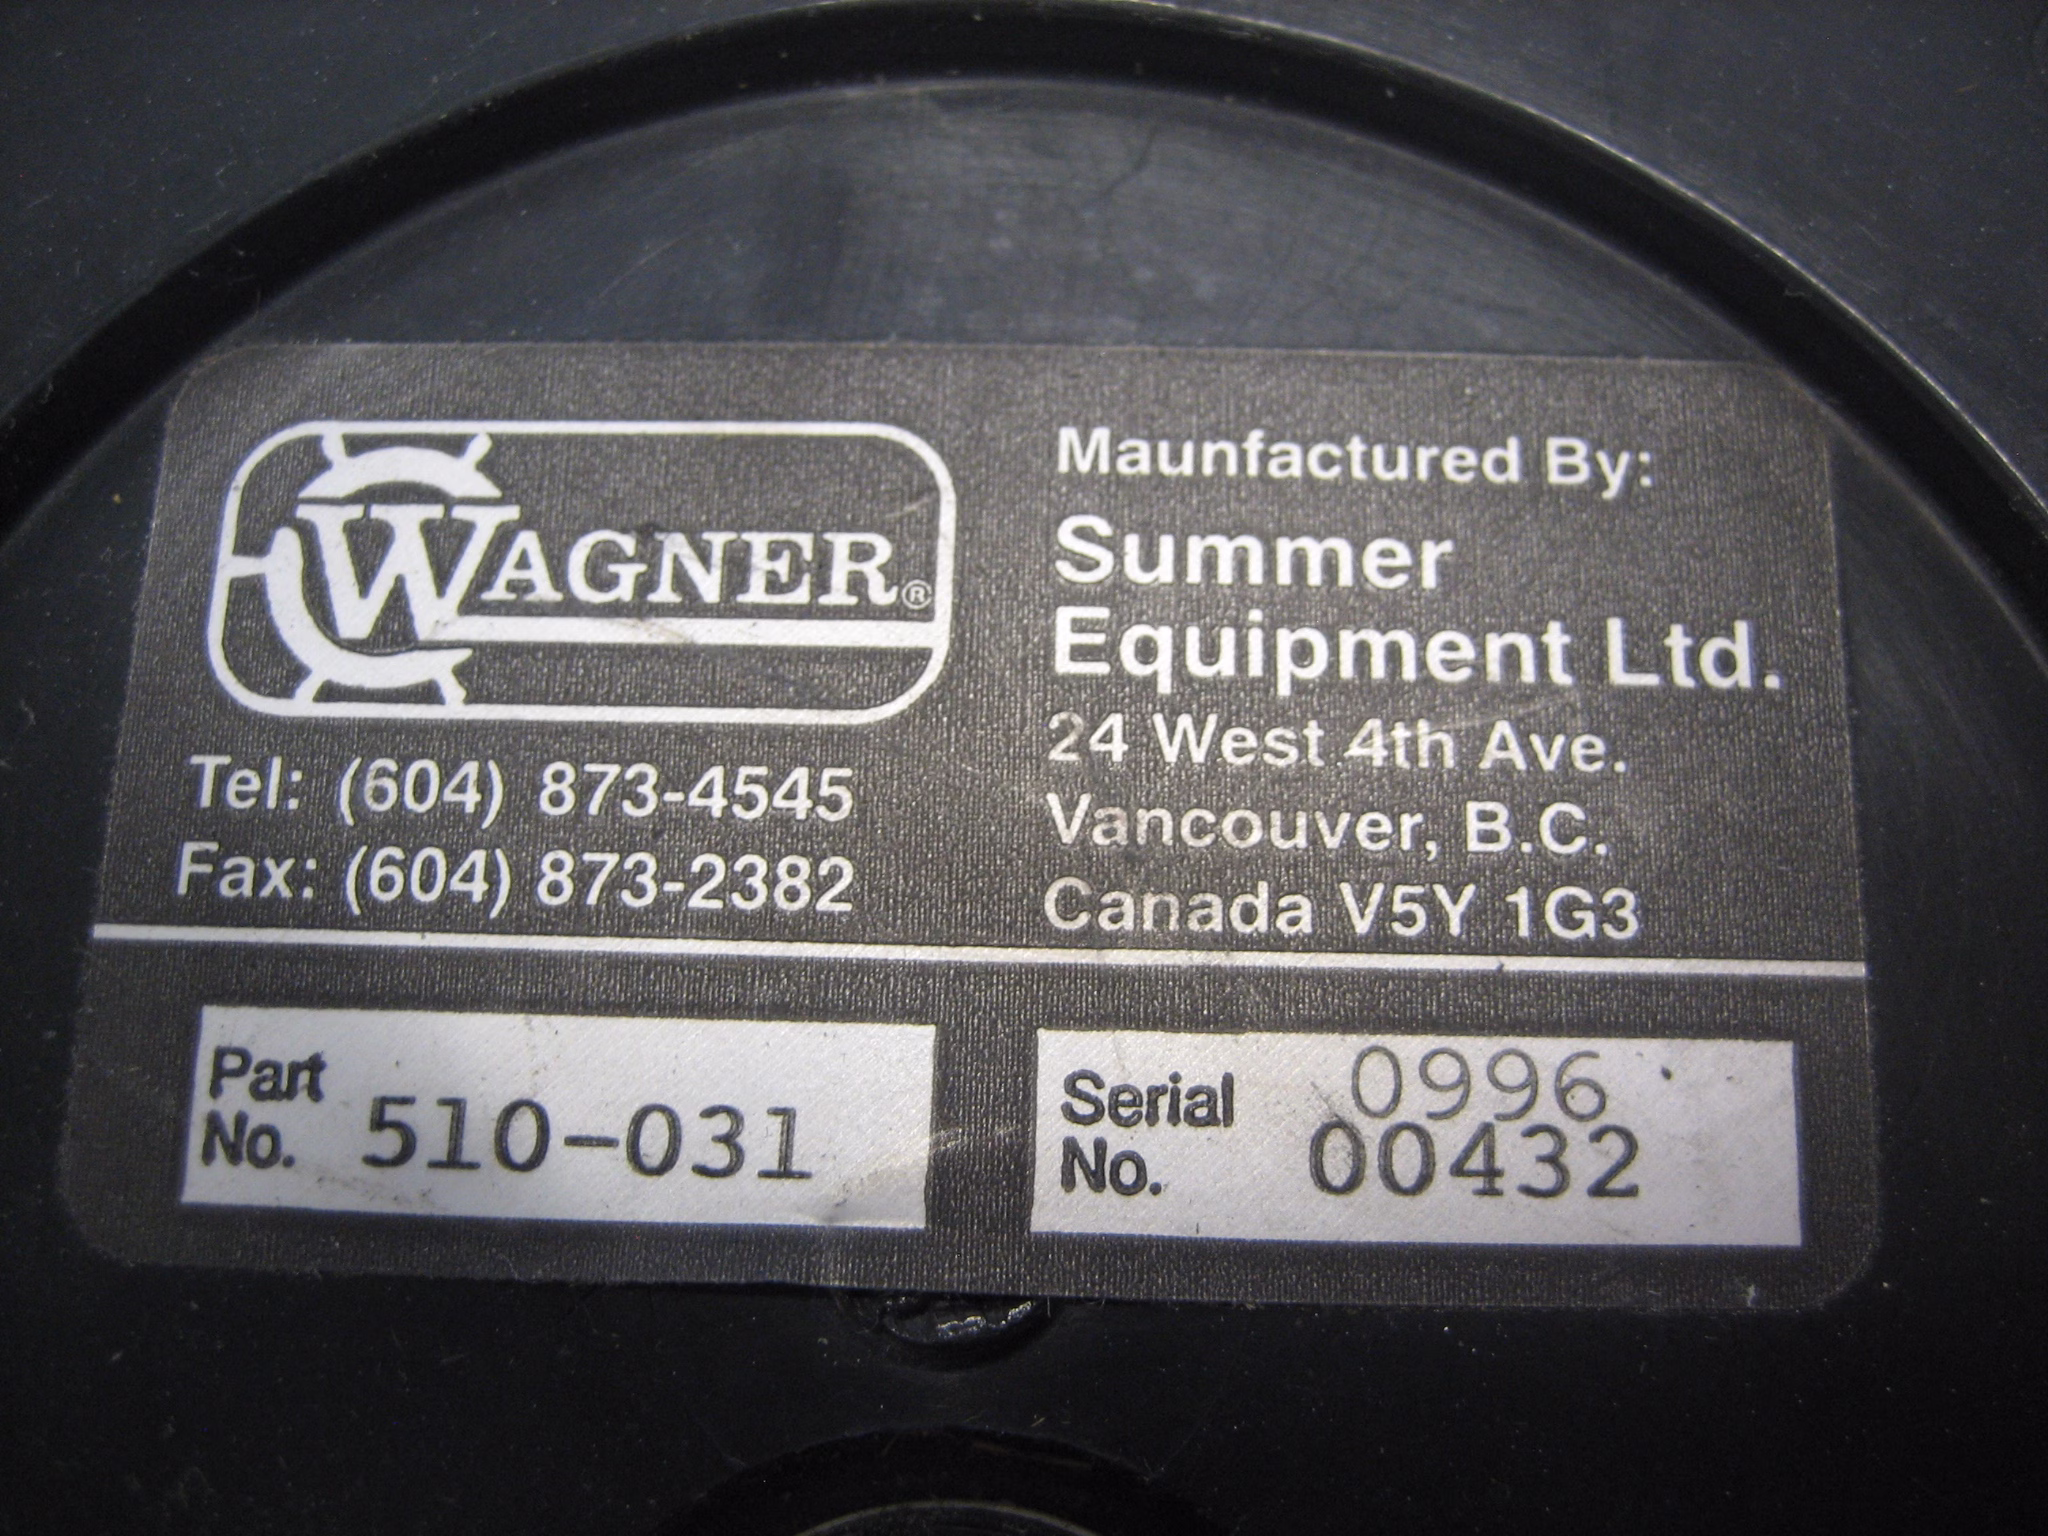 WAGNER®
Tel: (604) 873-4545
Fax: (604) 873-2382
Maunfactured By:
Summer
Equipment Ltd.
24 West 4th Ave.
Vancouver, B.C.
Canada V5Y 1G3
Part
No. 510-031
Serial 0996
No. 00432